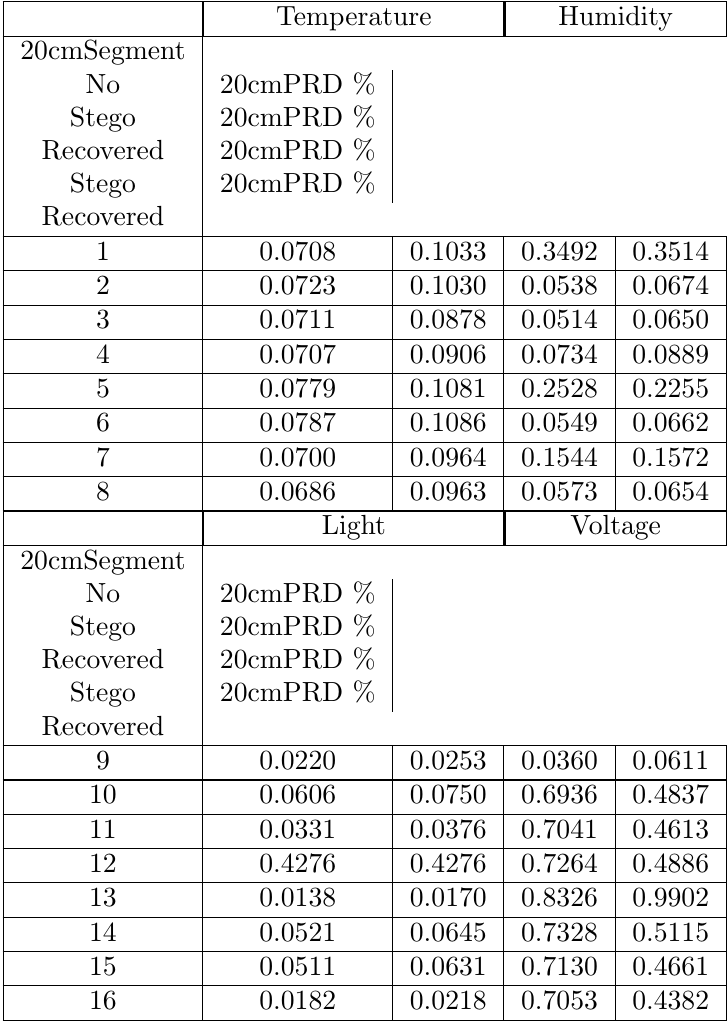 Temperature Humidity
20cmSegment
No 20cmPRD %
Stego 20cmPRD %
Recovered 20cmPRD %
Stego 20cmPRD %
Recovered
1 0.0708 0.1033 0.3492 0.3514
2 0.0723 0.1030 0.0538 0.0674
3 0.0711 0.0878 0.0514 0.0650
4 0.0707 0.0906 0.0734 0.0889
5 0.0779 0.1081 0.2528 0.2255
6 0.0787 0.1086 0.0549 0.0662
7 0.0700 0.0964 0.1544 0.1572
8 0.0686 0.0963 0.0573 0.0654
Light Voltage
20cmSegment
No 20cmPRD %
Stego 20cmPRD %
Recovered 20cmPRD %
Stego 20cmPRD %
Recovered
9 0.0220 0.0253 0.0360 0.0611
10 0.0606 0.0750 0.6936 0.4837
11 0.0331 0.0376 0.7041 0.4613
12 0.4276 0.4276 0.7264 0.4886
13 0.0138 0.0170 0.8326 0.9902
14 0.0521 0.0645 0.7328 0.5115
15 0.0511 0.0631 0.7130 0.4661
16 0.0182 0.0218 0.7053 0.4382